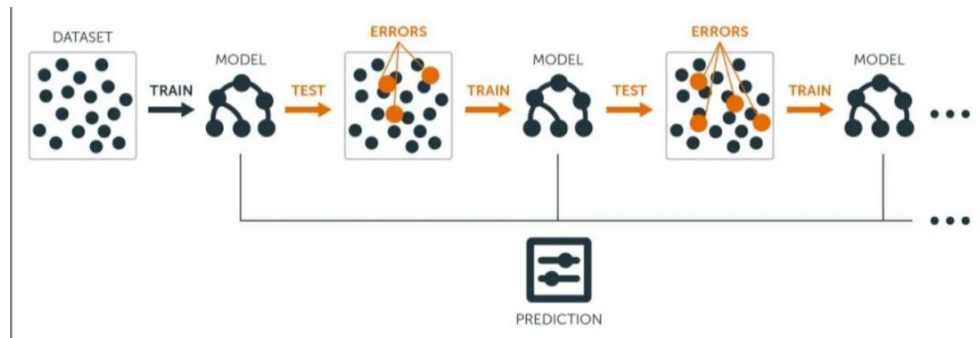 DATASET
TRAIN
MODEL
TEST
ERRORS
TRAIN
MODEL
TEST
ERRORS
TRAIN
MODEL
PREDICTION